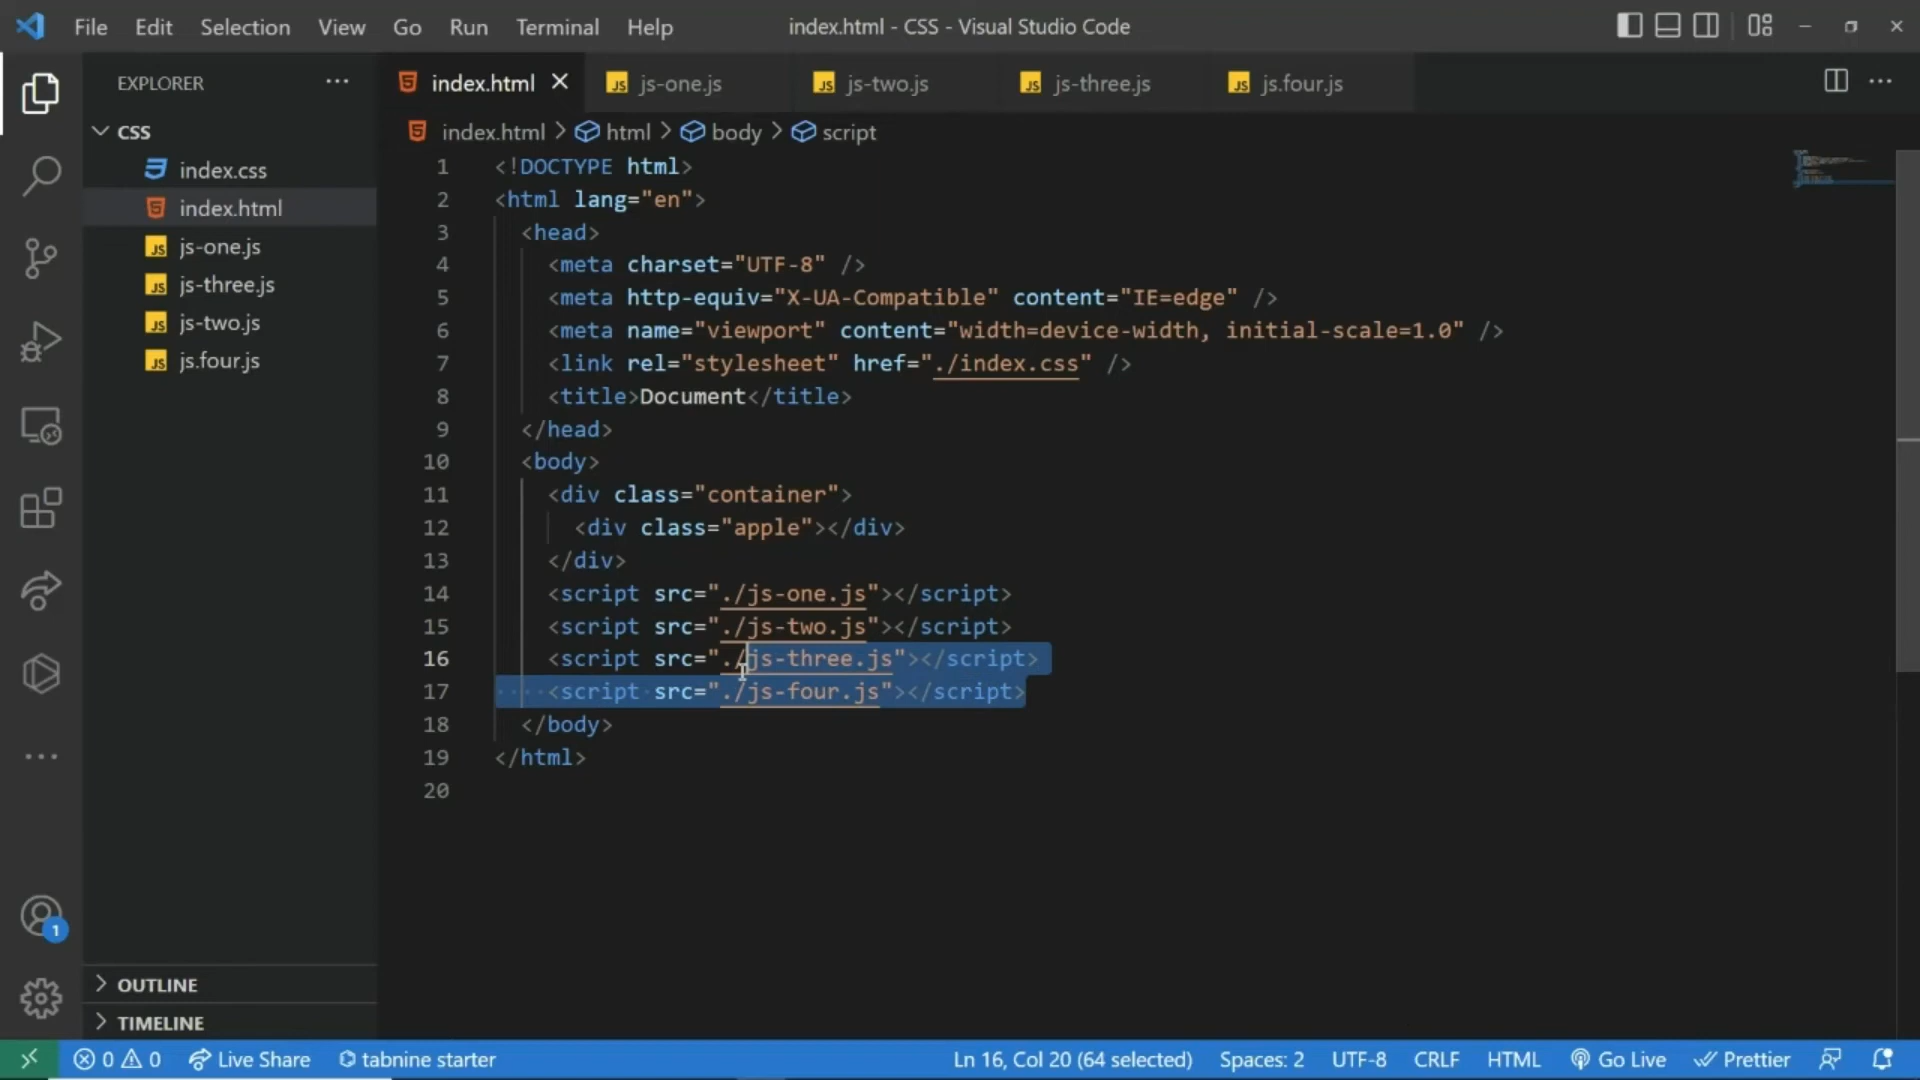 File Edit Selection View Go Run Terminal Help index.html - CSS - Visual Studio Code
EXPLORER
CSS
index.css
index.html
js-one.js
js-three.js
js-two.js
js.four.js
OUTLINE
TIMELINE
1
index.html js-one.js js-two.js js-three.js js.four.js
index.html > html > body > script
1 <!DOCTYPE html>
2 <html lang="en">
3 <head>
4 <meta charset="UTF-8" />
5 <meta http-equiv="X-UA-Compatible" content="IE=edge" />
6 <meta name="viewport" content="width=device-width, initial-scale=1.0" />
7 <link rel="stylesheet" href="./index.css" />
8 <title>Document</title>
9 </head>
10 <body>
11 <div class="container">
12 <div class="apple"></div>
13 </div>
14 <script src="./js-one.js"></script>
15 <script src="./js-two.js"></script>
16 <script src="./js-three.js"></script>
17 <script src="./js-four.js"></script>
18 </body>
19 </html>
20
0 0 Live Share tabnine starter Ln 16, Col 20 (64 selected) Spaces: 2 UTF-8 CRLF HTML Go Live Prettier